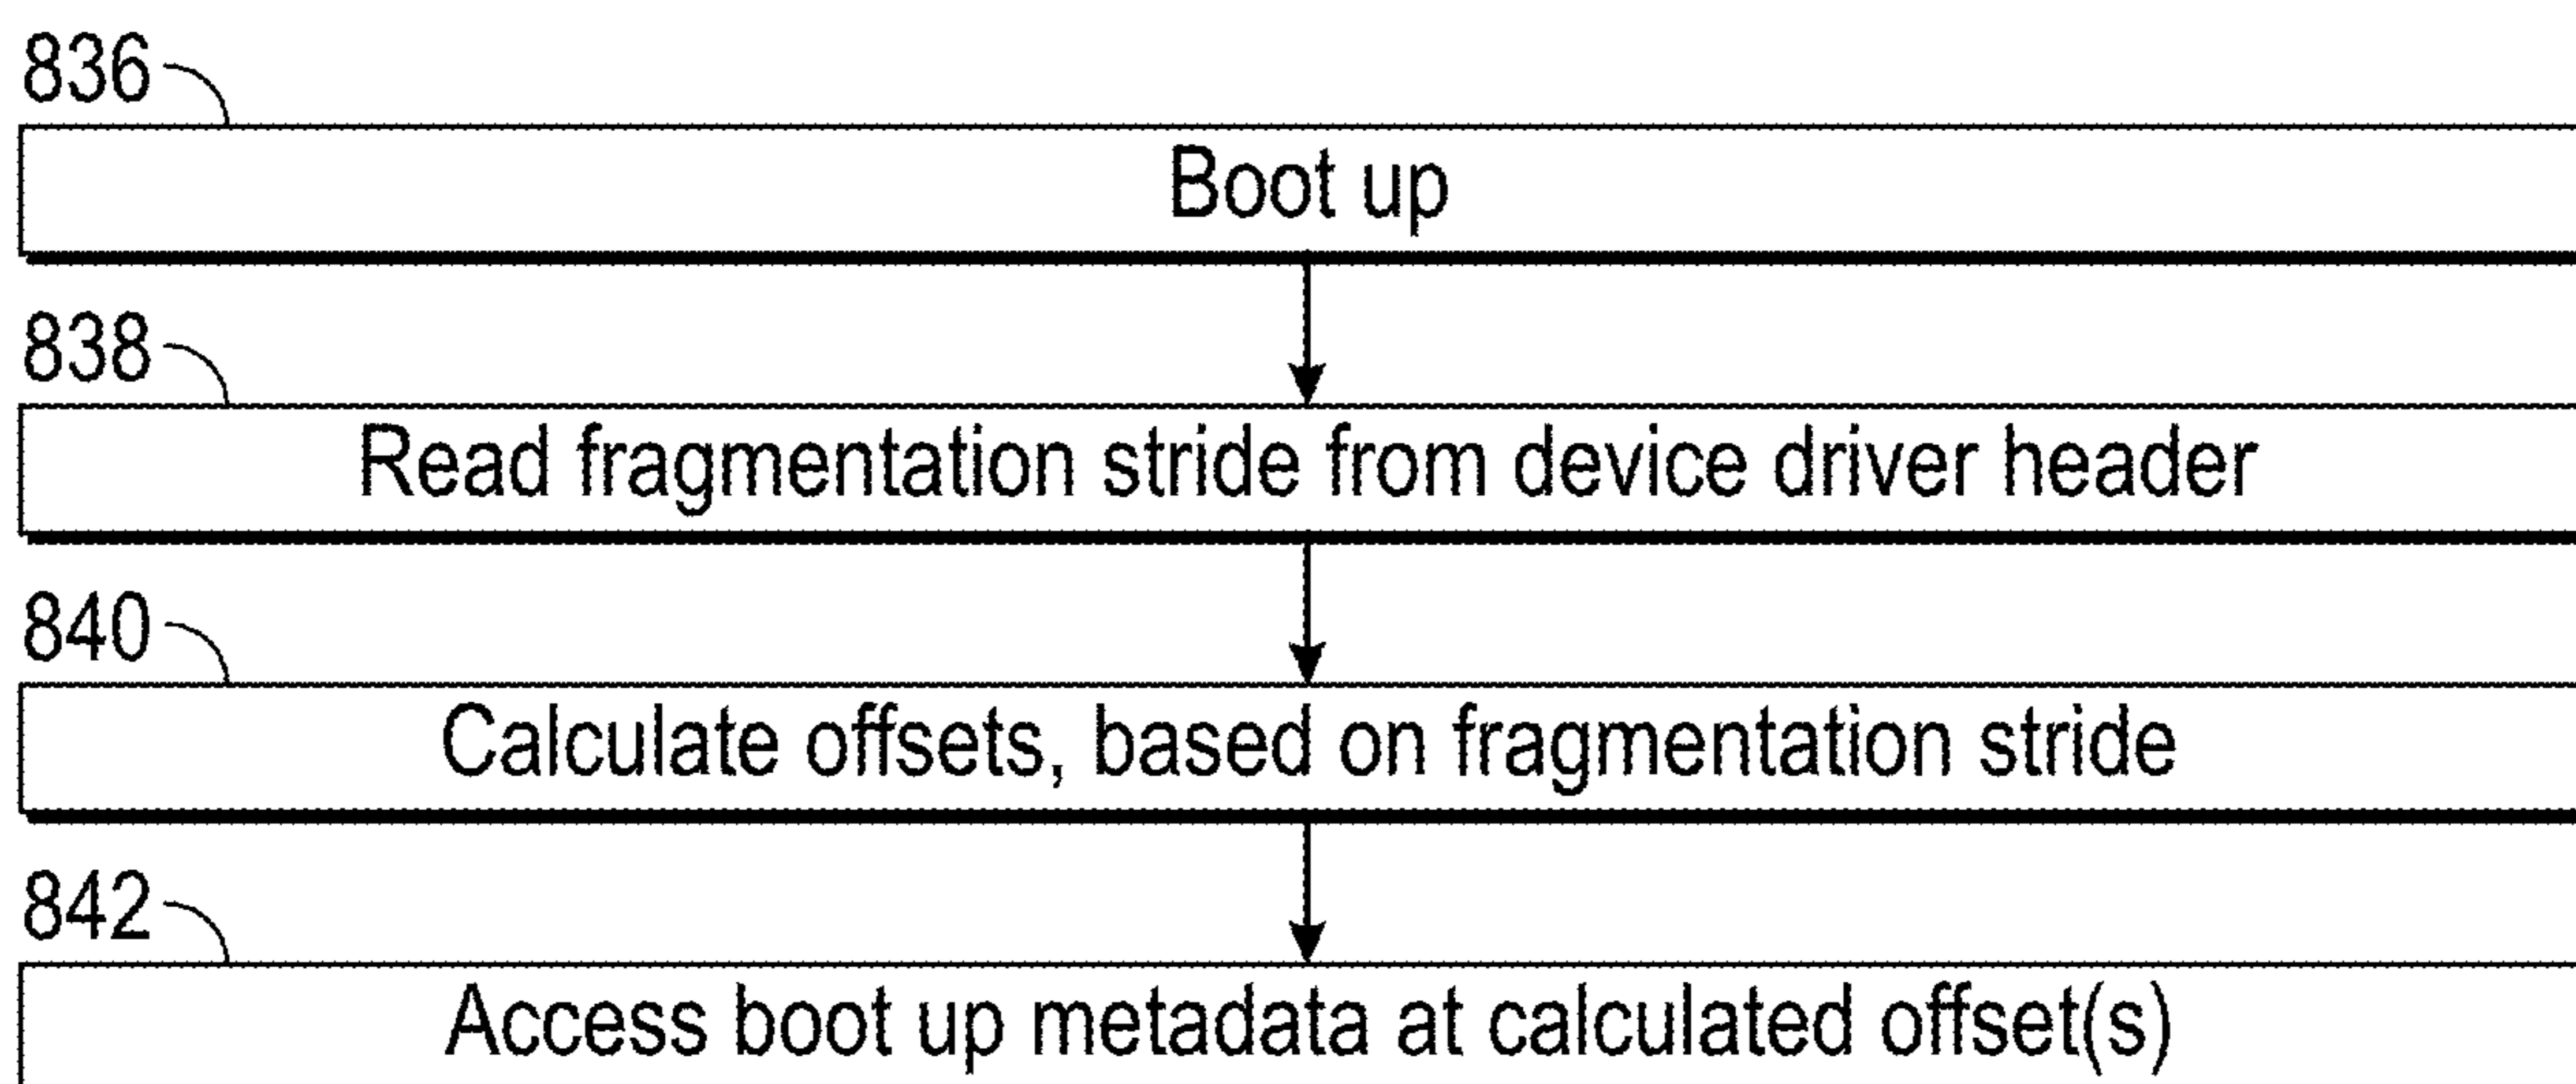 836
Boot up
838
Read fragmentation stride from device driver header
840
Calculate offsets, based on fragmentation stride
842
Access boot up metadata at calculated offset(s)